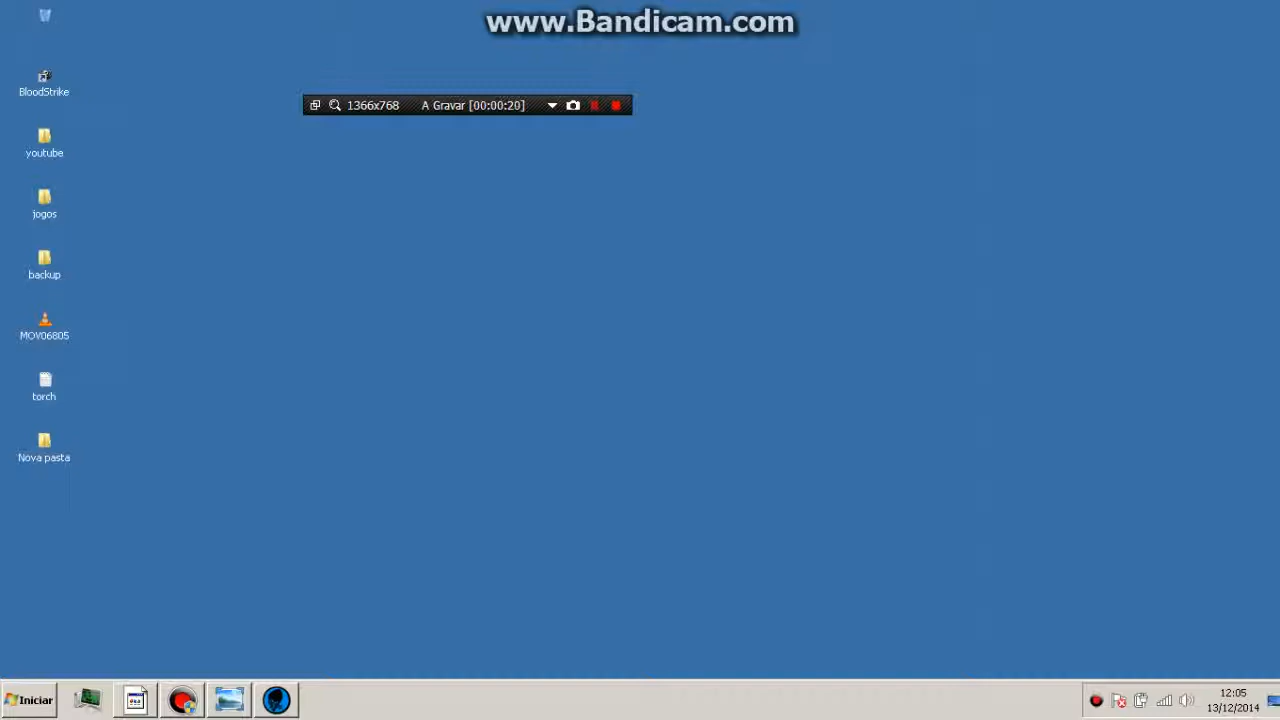 www.Bandicam.com
BloodStrike
1366x768 A Gravar [00:00:20]
youtube
jogos
backup
MOV06805
torch
Nova pasta
Iniciar
12:05
13/12/2014